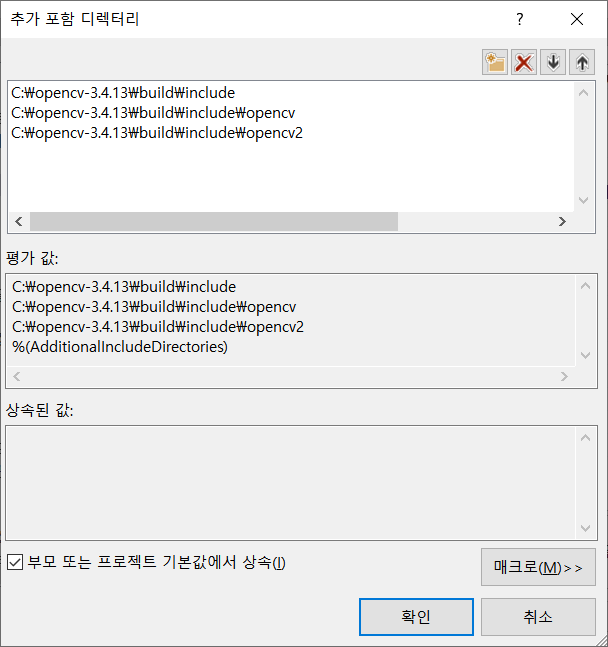 추가 포함 디렉터리
C:₩opencv-3.4.13₩build₩include
C:₩opencv-3.4.13₩build₩include₩opencv
C:₩opencv-3.4.13₩build₩include₩opencv2
평가 값:
C:₩opencv-3.4.13₩build₩include
C:₩opencv-3.4.13₩build₩include₩opencv
C:₩opencv-3.4.13₩build₩include₩opencv2
%(AdditionalIncludeDirectories)
상속된 값:
부모 또는 프로젝트 기본값에서 상속(I)
매크로(M)>>
확인
취소